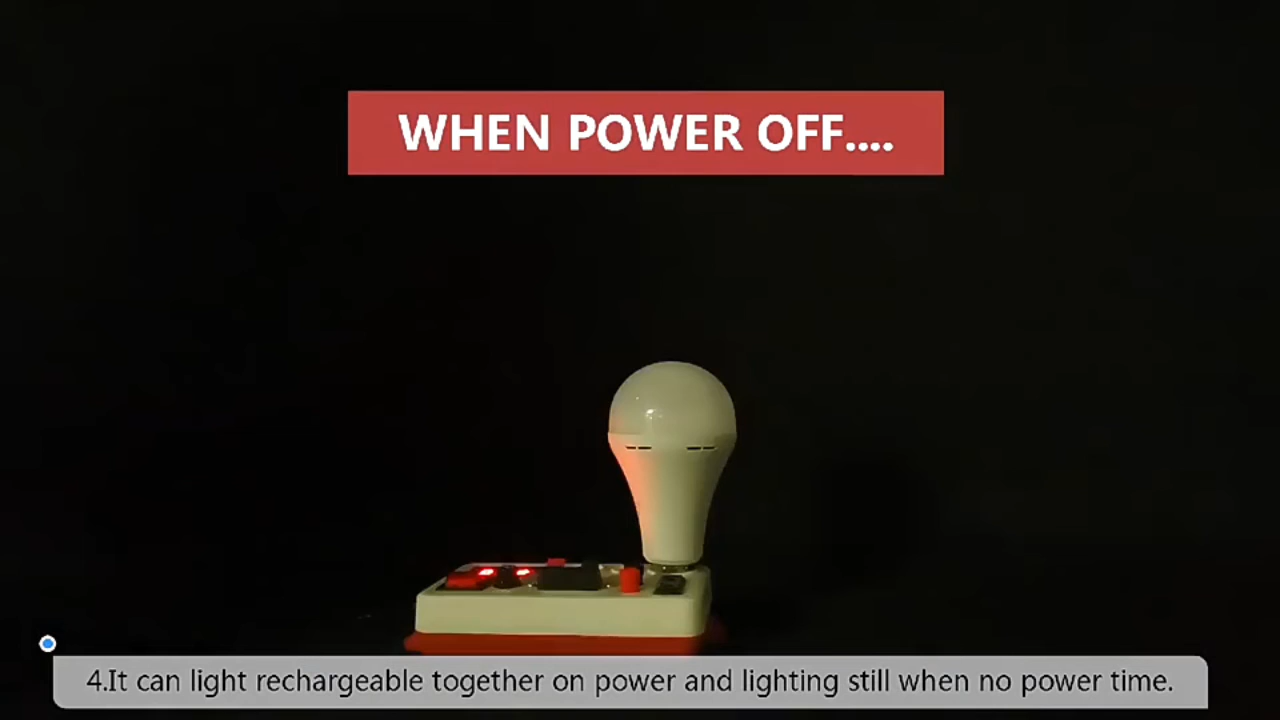 WHEN POWER OFF....
4.It can light rechargeable together on power and lighting still when no power time.